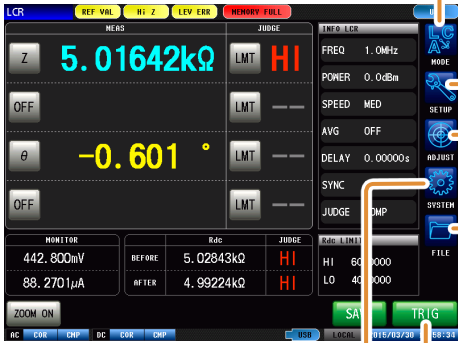 LCR REF VAL Hi Z LEV ERR MEMORY FULL
MEAS JUDGE INFO LCR
Z 5.01642kΩ LMT HI
FREQ 1.0MHz
MODE
POWER 0.0dBm
OFF LMT -- SPEED MED
SETUP
AVG OFF
θ -0.601 ° LMT -- DELAY 0.00000s
ADJUST
SYNC
OFF LMT -- JUDGE
SYSTEM
MONITOR Rdc JUDGE Rdc
442.800mV BEFORE 5.02843kΩ HI HI
FILE
88.2701μA AFTER 4.99224kΩ HI LO
ZOOM ON TRIG
AC COR CMP DC COR CMP USB LOCAL